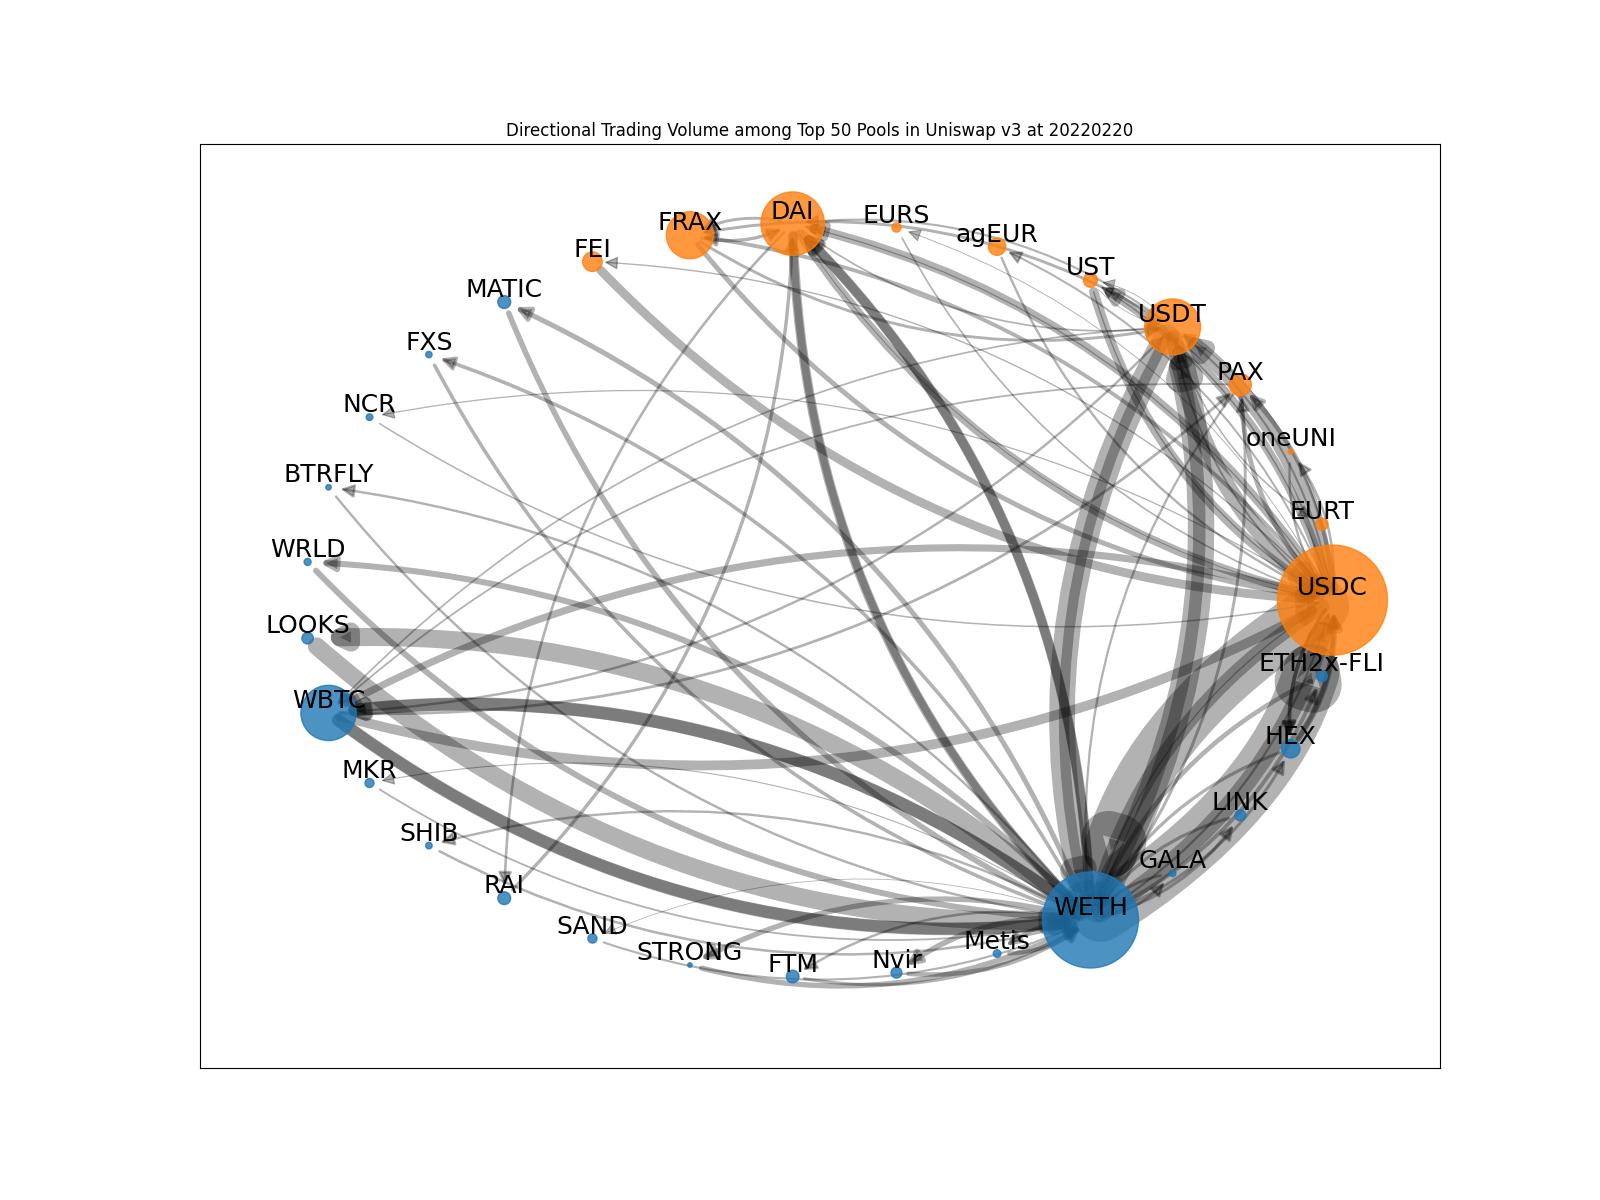 Directional Trading Volume among Top 50 Pools in Uniswap v3 at 20220220
DAI
EURS
FRAX
agEUR
FEI
UST
MATIC
USDT
FXS
PAX
NCR
oneUNI
BTRFLY
EURT
WRLD
USDC
LOOKS
ETH2x-FLI
WBTC
HEX
MKR
LINK
SHIB
GALA
RAI
WETH
SAND
Metis
STRONG
Nvir
FTM